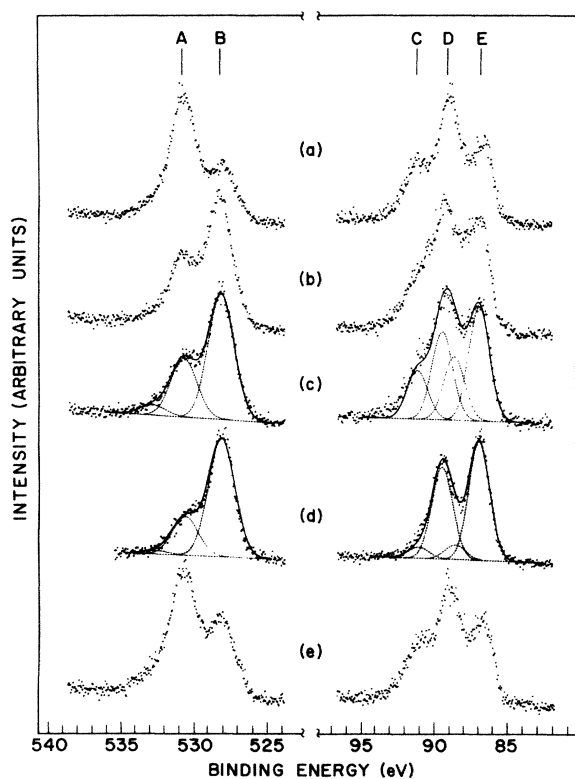 A B C D E
(a)
(b)
(c)
(d)
(e)
INTENSITY (ARBITRARY UNITS)
540 535 530 525 95 90 85
BINDING ENERGY (eV)